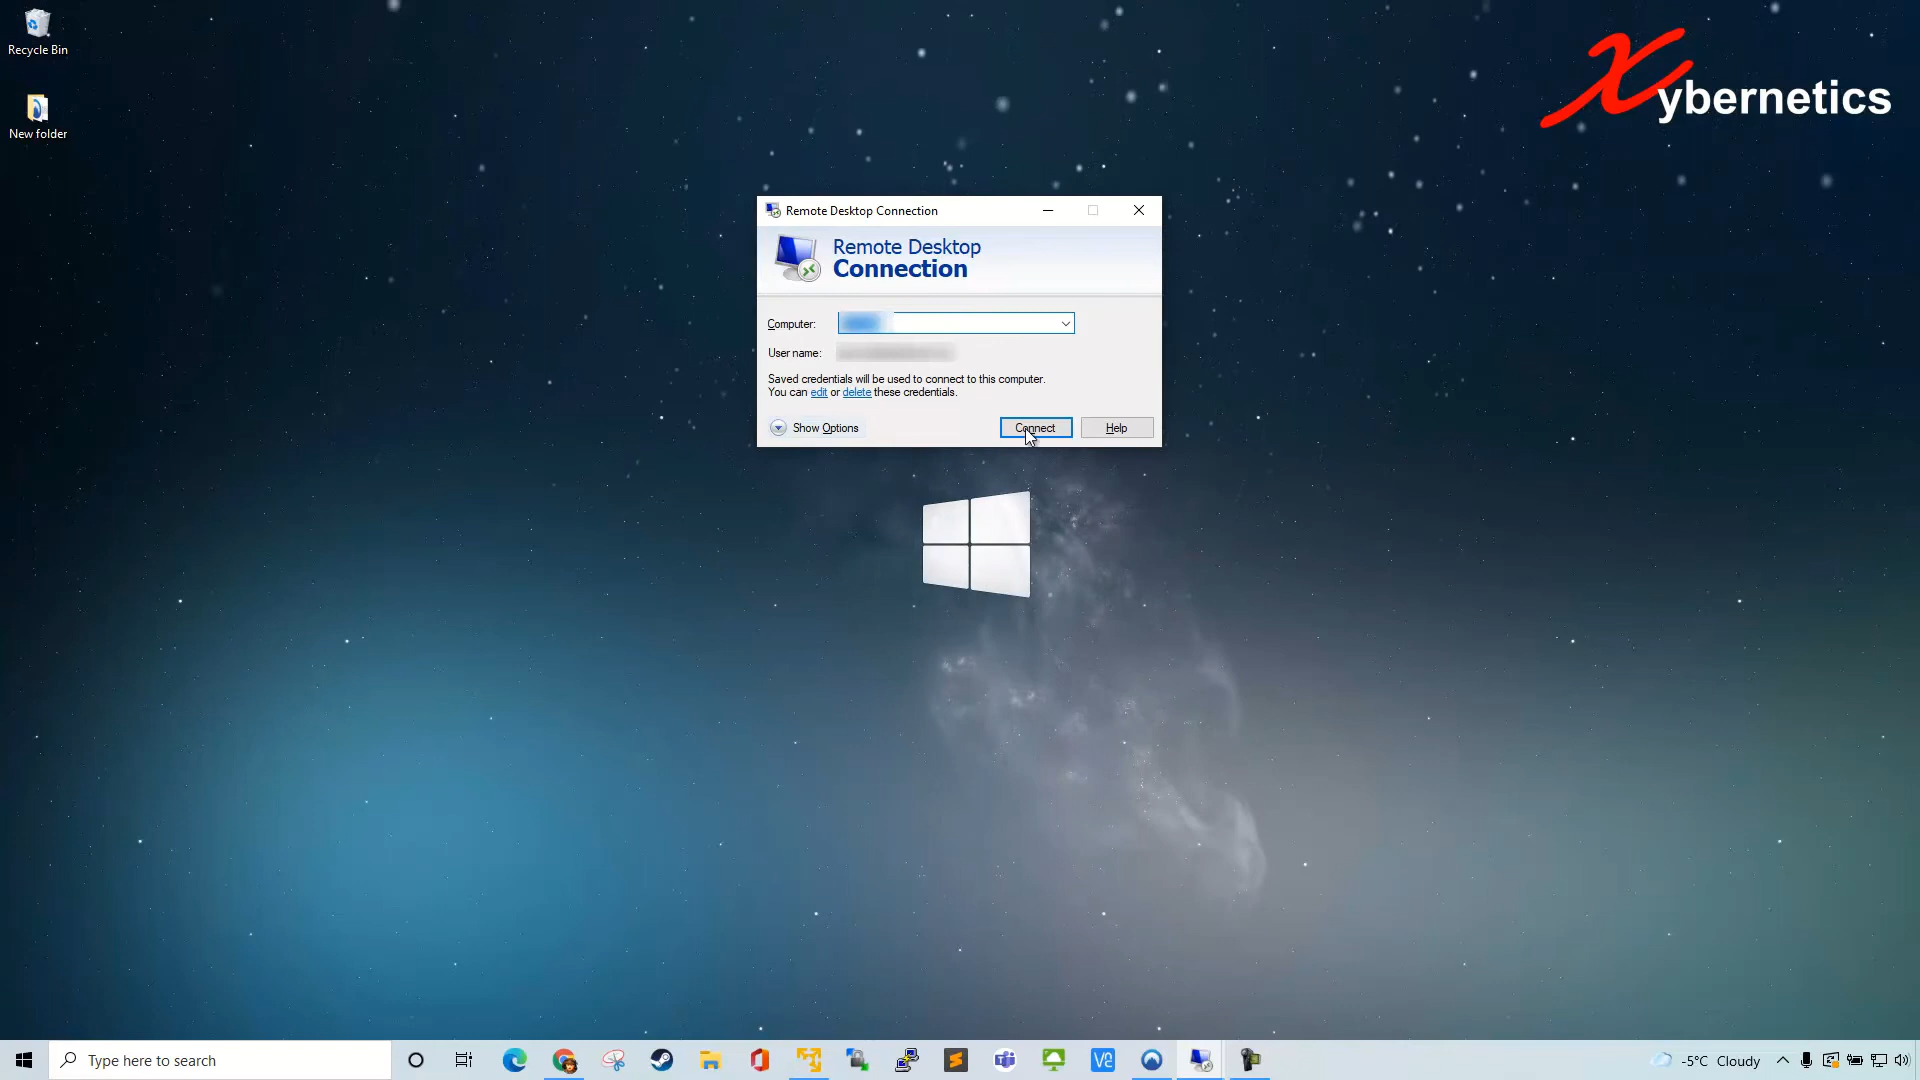 Recycle Bin
New folder
Xybernetics
Remote Desktop Connection
Remote Desktop
Connection
Computer:
User name:
Saved credentials will be used to connect to this computer.
You can edit or delete these credentials.
Show Options
Connect
Help
Type here to search
-5°C Cloudy